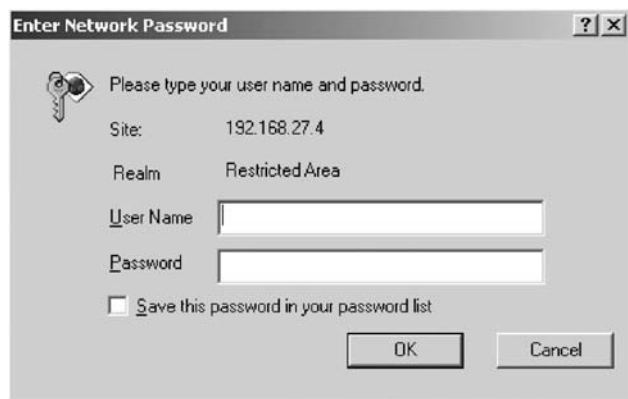 Enter Network Password
Please type your user name and password.
Site: 192.168.27.4
Realm Restricted Area
User Name
Password
Save this password in your password list
OK Cancel